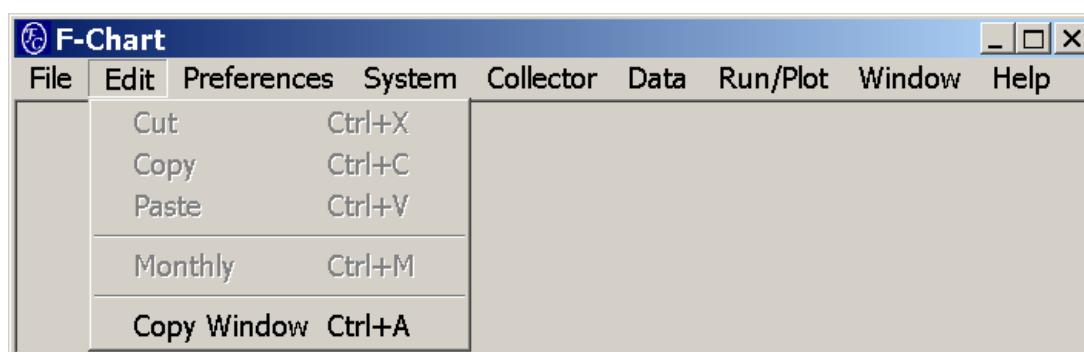 F-Chart
File Edit Preferences System Collector Data Run/Plot Window Help
Cut Ctrl+X
Copy Ctrl+C
Paste Ctrl+V
Monthly Ctrl+M
Copy Window Ctrl+A